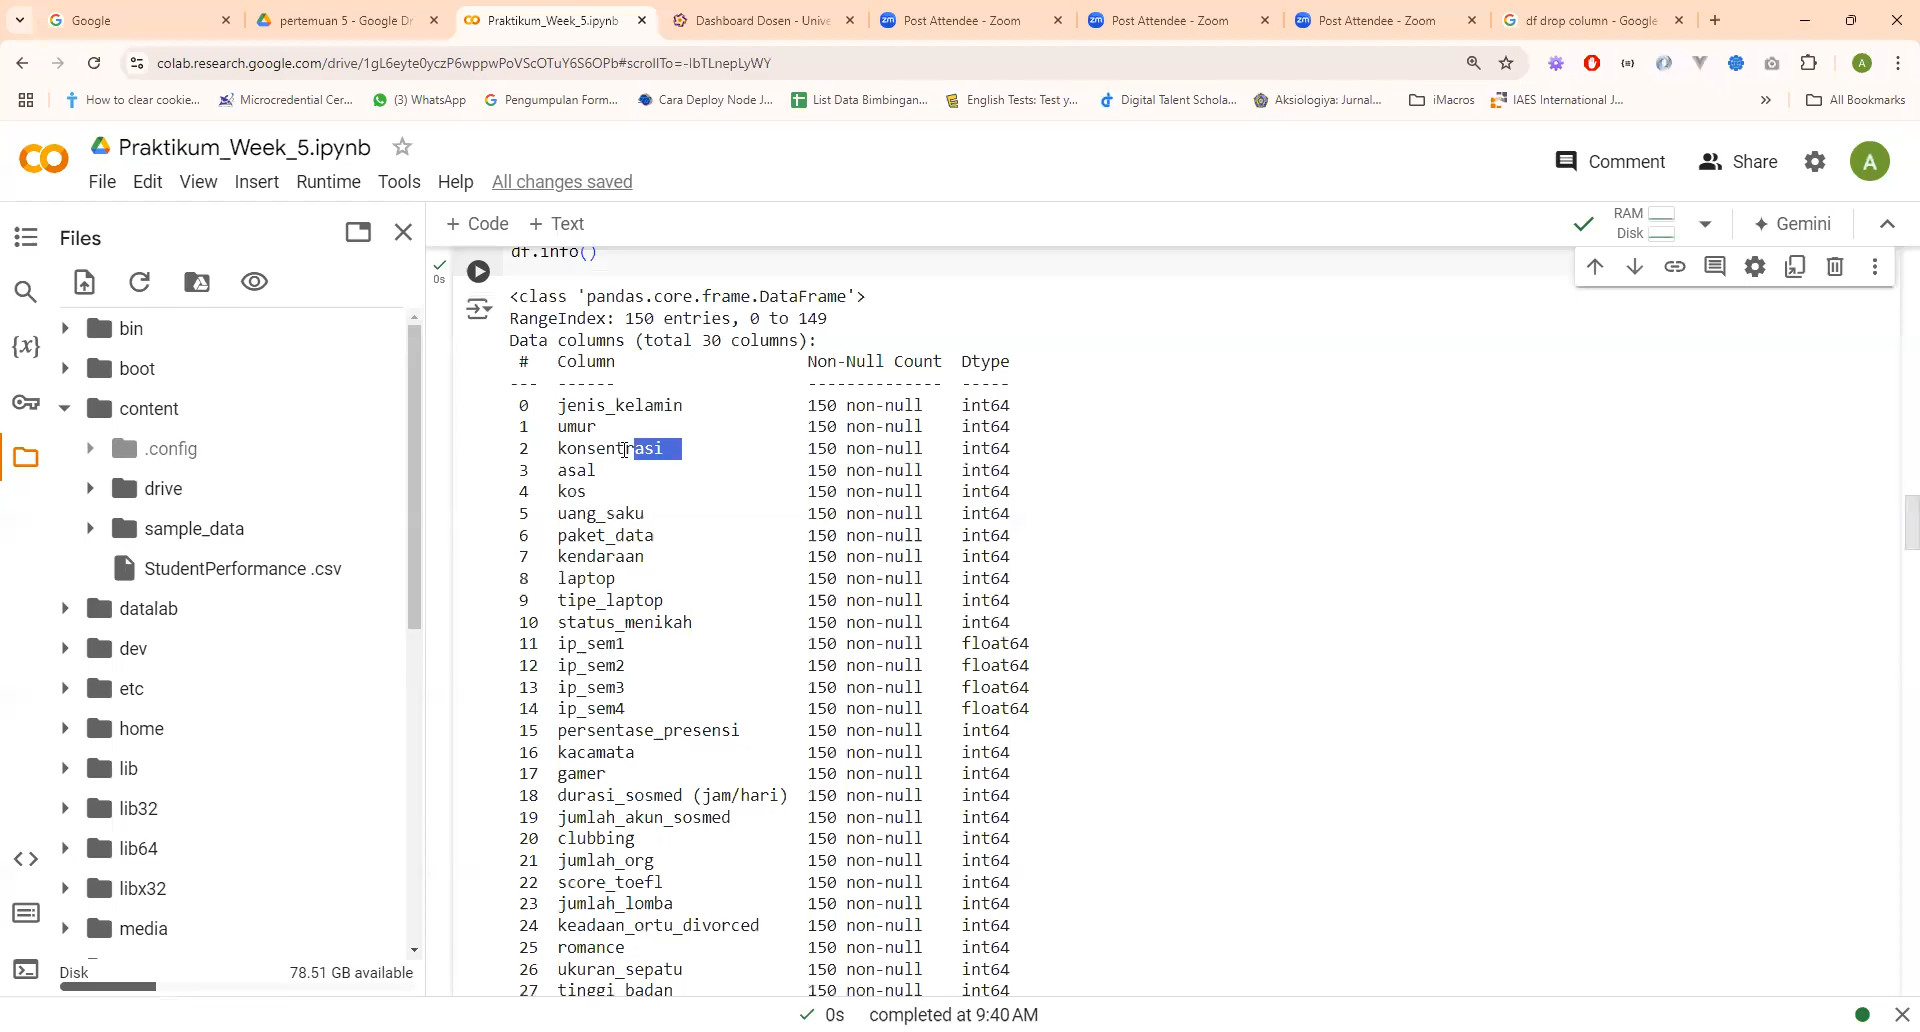 Google
pertemuan 5 - Google Dr
Praktikum_Week_5.ipynb
Dashboard Dosen - Unive
Post Attendee - Zoom
Post Attendee - Zoom
Post Attendee - Zoom
df drop column - Google
colab.research.google.com/drive/1gL6eyte0yczP6wppwPoVScOTuY6S6OPb#scrollTo=-IbTLnepLyWY
How to clear cookie...
Microcredential Cer...
(3) WhatsApp
Pengumpulan Form...
Cara Deploy Node J...
List Data Bimbingan...
English Tests: Test y...
Digital Talent Schola...
Aksiologiya: Jurnal...
iMacros
IAES International J...
All Bookmarks
Praktikum_Week_5.ipynb
Comment
Share
A
File Edit View Insert Runtime Tools Help All changes saved
Files
+ Code + Text
RAM
Disk
Gemini
bin
boot
content
.config
drive
sample_data
StudentPerformance .csv
datalab
dev
etc
home
lib
lib32
lib64
libx32
media
Disk 78.51 GB available
0s
df.info()
<class 'pandas.core.frame.DataFrame'>
RangeIndex: 150 entries, 0 to 149
Data columns (total 30 columns):
# Column Non-Null Count Dtype
--- ------ -------------- -----
0 jenis_kelamin 150 non-null int64
1 umur 150 non-null int64
2 konsentrasi 150 non-null int64
3 asal 150 non-null int64
4 kos 150 non-null int64
5 uang_saku 150 non-null int64
6 paket_data 150 non-null int64
7 kendaraan 150 non-null int64
8 laptop 150 non-null int64
9 tipe_laptop 150 non-null int64
10 status_menikah 150 non-null int64
11 ip_sem1 150 non-null float64
12 ip_sem2 150 non-null float64
13 ip_sem3 150 non-null float64
14 ip_sem4 150 non-null float64
15 persentase_presensi 150 non-null int64
16 kacamata 150 non-null int64
17 gamer 150 non-null int64
18 durasi_sosmed (jam/hari) 150 non-null int64
19 jumlah_akun_sosmed 150 non-null int64
20 clubbing 150 non-null int64
21 jumlah_org 150 non-null int64
22 score_toefl 150 non-null int64
23 jumlah_lomba 150 non-null int64
24 keadaan_ortu_divorced 150 non-null int64
25 romance 150 non-null int64
26 ukuran_sepatu 150 non-null int64
27 tinggi_badan 150 non-null int64
0s completed at 9:40 AM